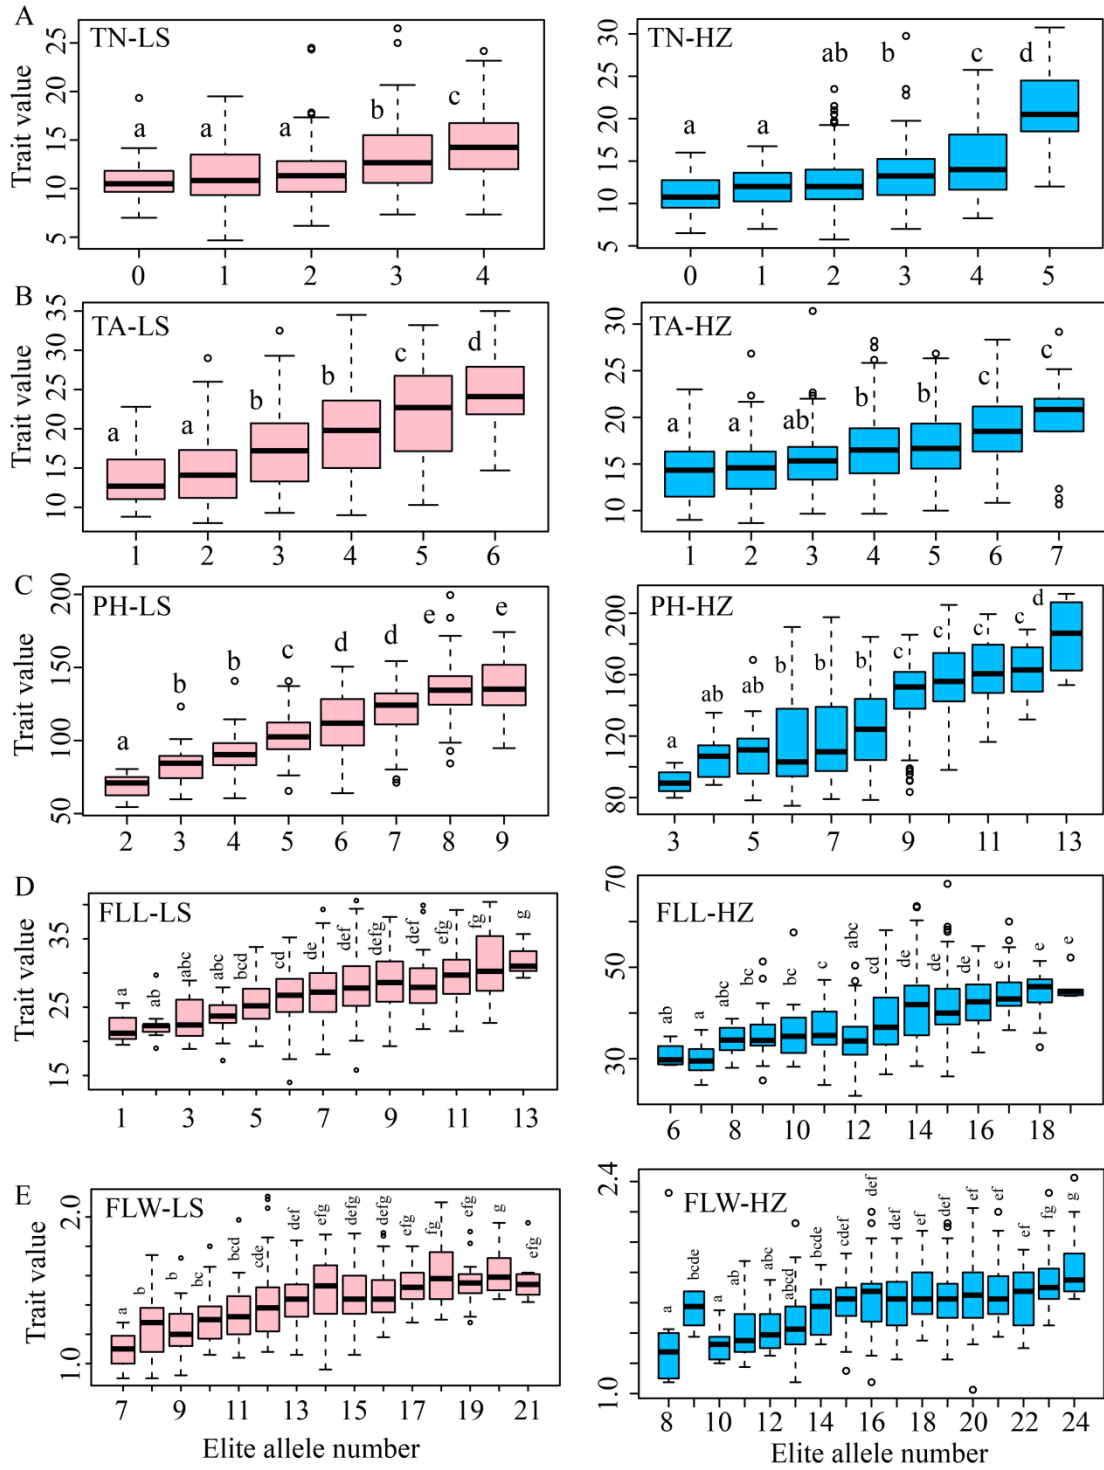 A
TN-LS
Trait value
5 10 15 20 25
a a a b c
0 1 2 3 4
TN-HZ
5 10 15 20 25 30
a a ab b c d
0 1 2 3 4 5
B
TA-LS
Trait value
10 15 20 25 30 35
a a b b c d
1 2 3 4 5 6
TA-HZ
10 15 20 25 30
a a ab b b c c
1 2 3 4 5 6 7
C
PH-LS
Trait value
50 100 150 200
a b b c d d e e
2 3 4 5 6 7 8 9
PH-HZ
80 120 160 200
a ab ab b b b c c c c d
3 5 7 9 11 13
D
FLL-LS
Trait value
15 25 35
a ab abc abc bcd cd de def defg def efg fg g
1 3 5 7 9 11 13
FLL-HZ
30 50 70
ab a abc bc bc c abc cd de de de e e e
6 8 10 12 14 16 18
E
FLW-LS
Trait value
1.0 2.0
a b b bc bcd cde def efg defg defg efg fg efg g efg
7 9 11 13 15 17 19 21
Elite allele number
FLW-HZ
1.0 2.4
a bcde a ab abc abcd bcde cdef def def def def ef ef ef fg g
8 10 12 14 16 18 20 22 24
Elite allele number